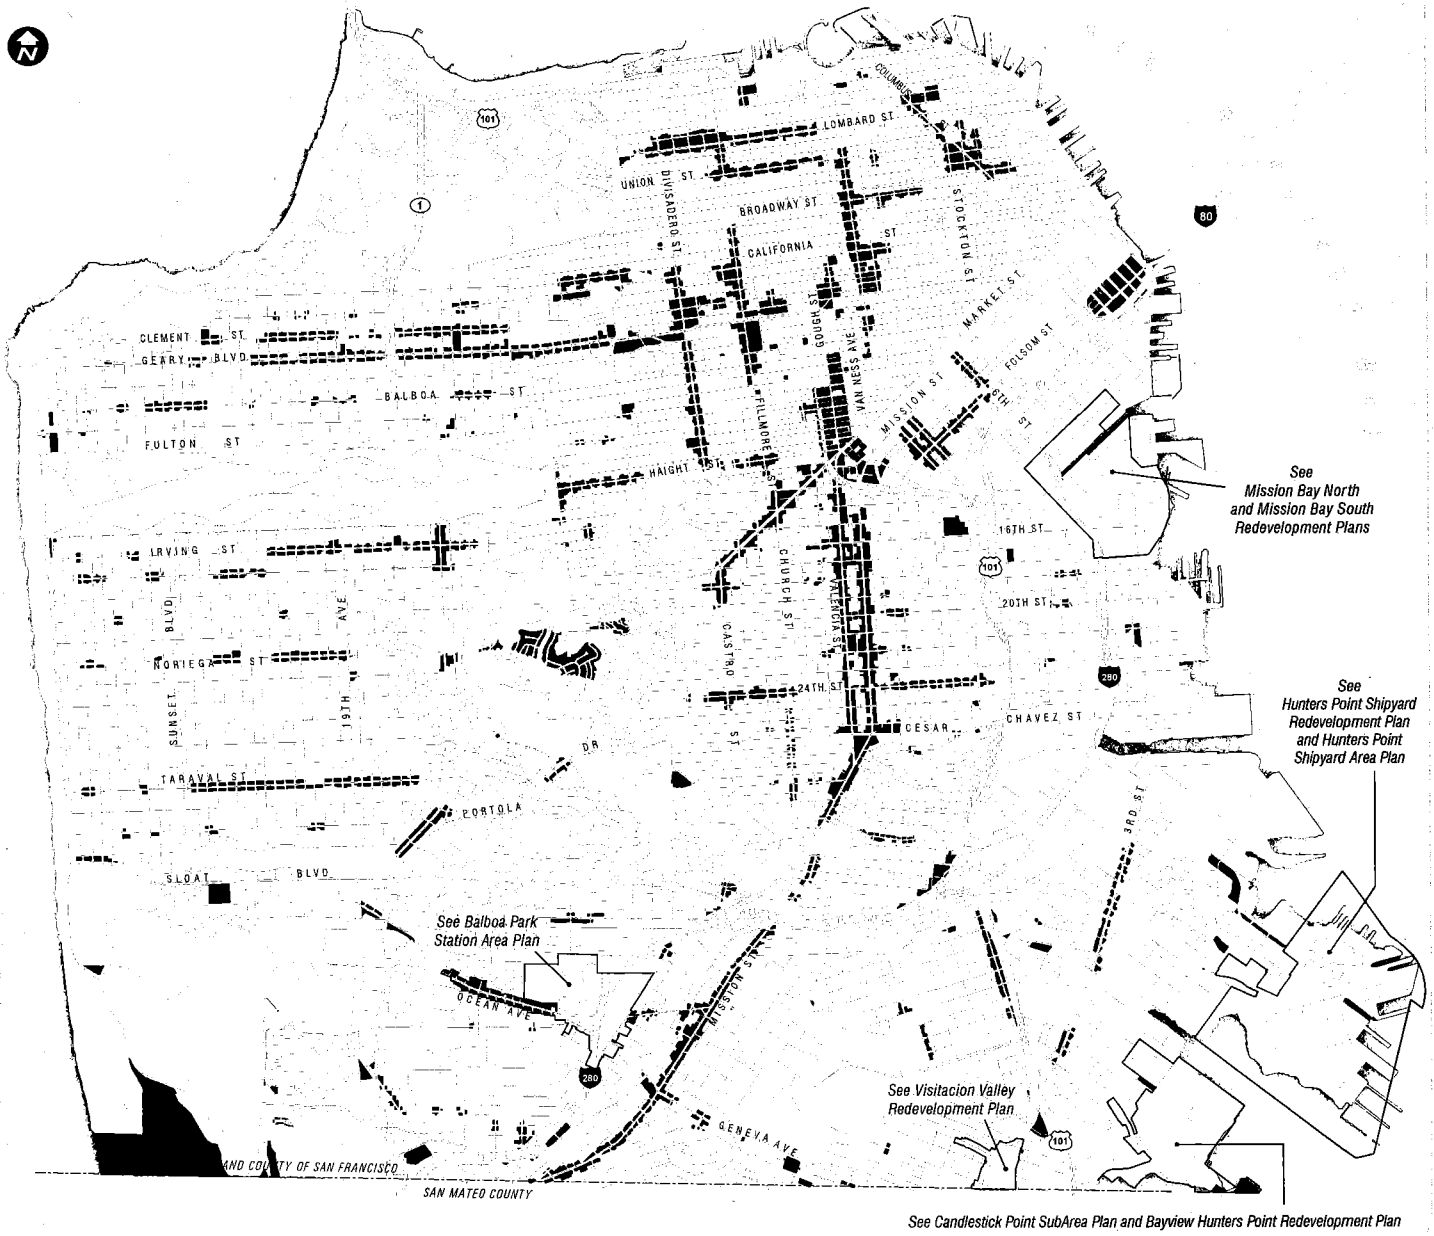 N
101
1
80
COLUMBUS
LOMBARD ST
UNION ST
DIVISADERO ST
BROADWAY ST
STOCKTON ST
CALIFORNIA ST
MARKET ST
GOUGH ST
VAN NESS AVE
FOLSOM ST
CLEMENT ST
GEARY BLVD
BALBOA ST
MISSION ST
6TH ST
FILLMORE ST
FULTON ST
HAIGHT ST
See
Mission Bay North
and Mission Bay South
Redevelopment Plans
16TH ST
101
IRVING ST
CHURCH ST
VALENCIA ST
20TH ST
SUNSET BLVD
19TH AVE
CASTRO ST
NORIEGA ST
280
24TH ST
CESAR CHAVEZ ST
See
Hunters Point Shipyard
Redevelopment Plan
and Hunters Point
Shipyard Area Plan
TARAVAL ST
PORTOLA DR
3RD ST
SLOAT BLVD
See Balboa Park
Station Area Plan
OCEAN AVE
MISSION ST
280
See Visitacion Valley
Redevelopment Plan
GENEVA AVE
101
AND COUNTY OF SAN FRANCISCO
SAN MATEO COUNTY
See Candlestick Point SubArea Plan and Bayview Hunters Point Redevelopment Plan